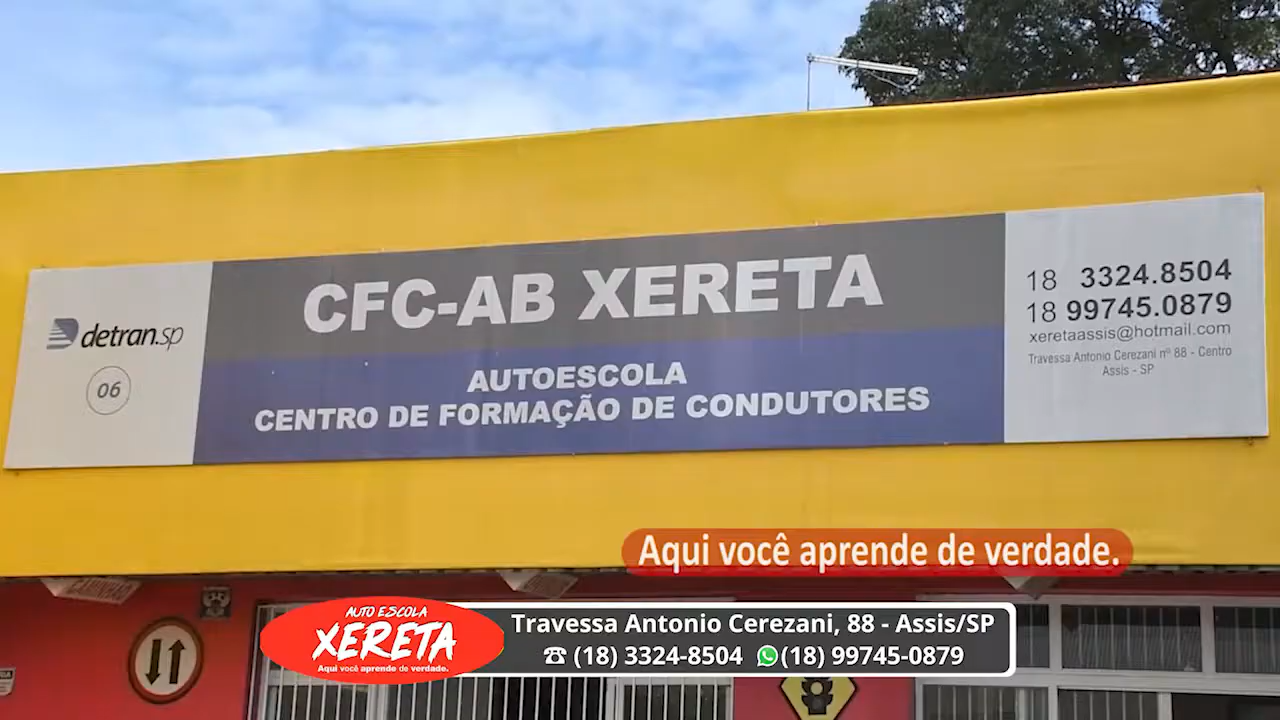 detran.sp
06
CFC-AB XERETA
AUTOESCOLA
CENTRO DE FORMAÇÃO DE CONDUTORES
18 3324.8504
18 99745.0879
xeretaassis@hotmail.com
Travessa Antonio Cerezani nº 88 - Centro
Assis - SP
Aqui você aprende de verdade.
AUTO ESCOLA
XERETA
Aqui você aprende de verdade.
Travessa Antonio Cerezani, 88 - Assis/SP
(18) 3324-8504 (18) 99745-0879